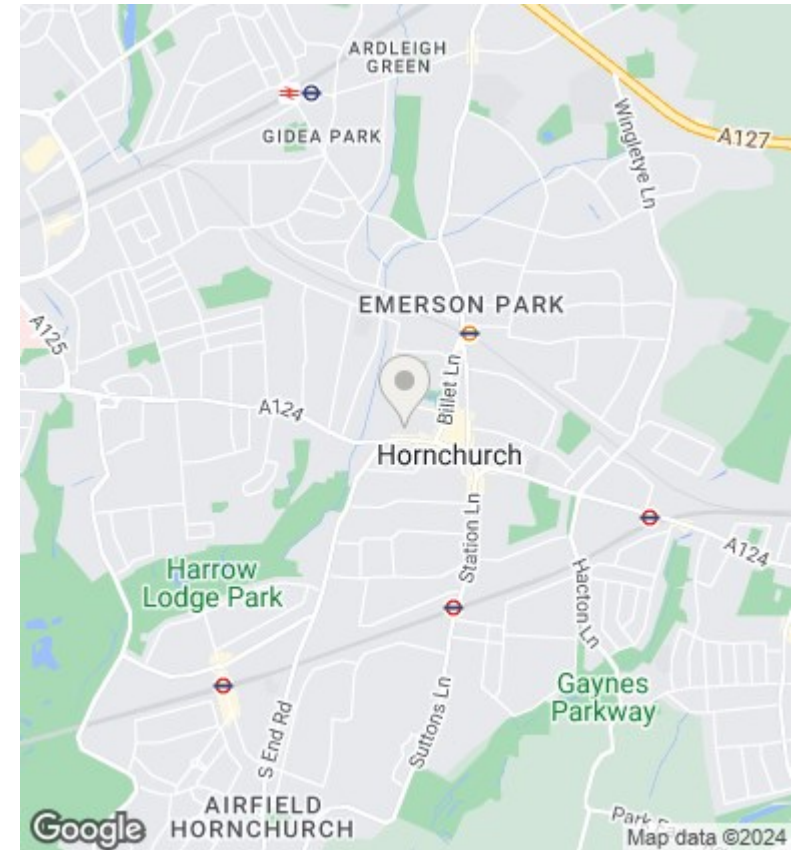 ARDLEIGH
GREEN
GIDEA PARK
A127
Wingletye Ln
EMERSON PARK
A125
Billet Ln
A124
Hornchurch
Station Ln
A124
Harrow
Lodge Park
Hacton Ln
Gaynes
Parkway
S End Rd
Suttons Ln
AIRFIELD
HORNCHURCH
Park
Google
Map data ©2024